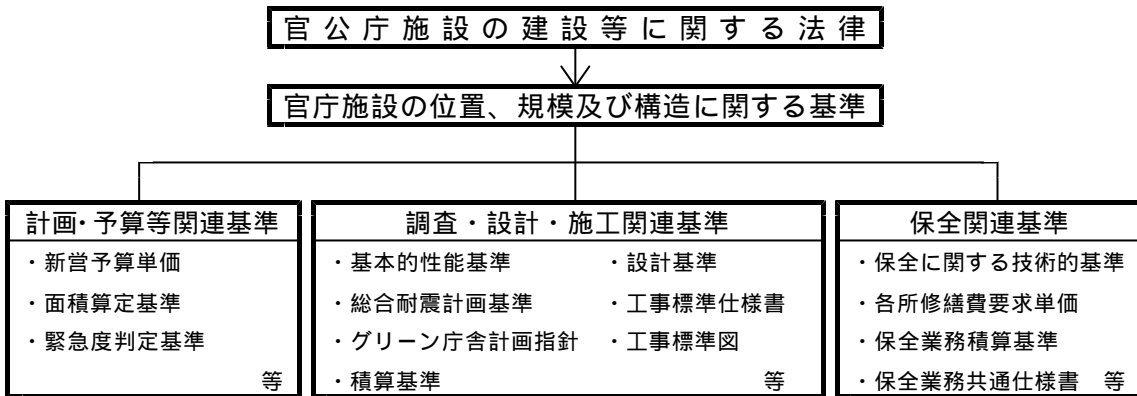 官公庁施設の建設等に関する法律
官庁施設の位置、規模及び構造に関する基準
計画・予算等関連基準
・新営予算単価
・面積算定基準
・緊急度判定基準
等
調査・設計・施工関連基準
・基本的性能基準 ・設計基準
・総合耐震計画基準 ・工事標準仕様書
・グリーン庁舎計画指針 ・工事標準図
・積算基準 等
保全関連基準
・保全に関する技術的基準
・各所修繕費要求単価
・保全業務積算基準
・保全業務共通仕様書 等